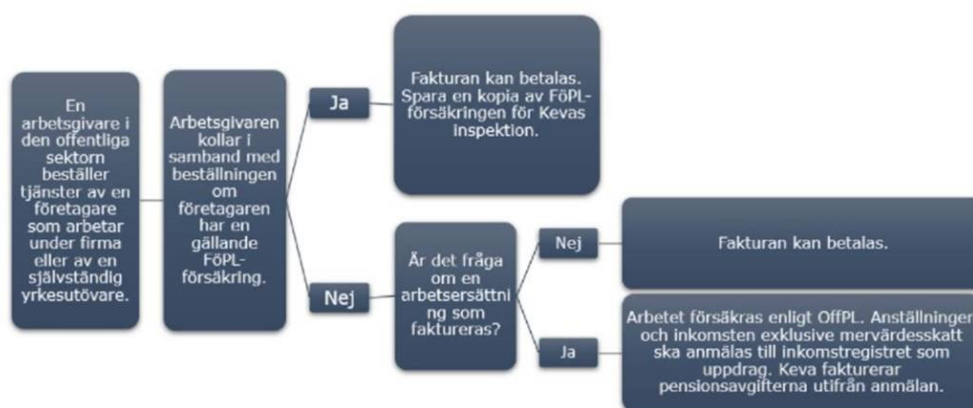 En
arbetsgivare i
den offentliga
sektorn
beställer
tjänster av en
företagare
som arbetar
under firma
eller av en
självständig
yrkesutövare.
Arbetsgivaren
kollar i
samband med
beställningen
om
företagaren
har en
gällande
FöPL-
försäkring.
Ja
Fakturan kan betalas.
Spara en kopia av FöPL-
försäkringen för Kevas
inspektion.
Nej
Är det fråga
om en
arbetsersättni
ng som
faktureras?
Nej
Fakturan kan betalas.
Ja
Arbetet försäkras enligt OffPL. Anställningen
och inkomsten exklusive mervärdesskatt
ska anmälas till inkomstregistret som
uppdrag. Keva fakturerar
pensionsavgifterna utifrån anmälan.